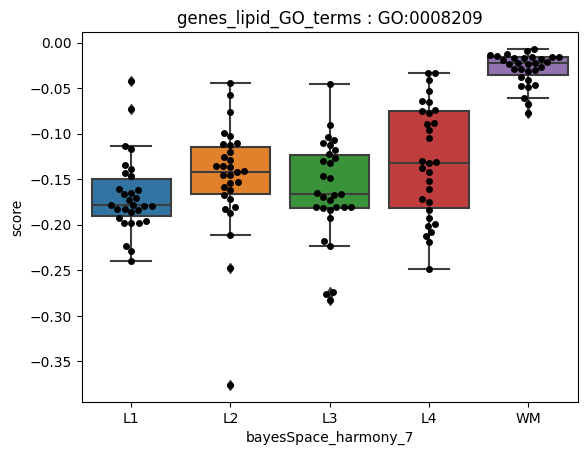 genes_lipid_GO_terms : GO:0008209
0.00
−0.05
−0.10
−0.15
−0.20
−0.25
−0.30
−0.35
score
L1 L2 L3 L4 WM
bayesSpace_harmony_7